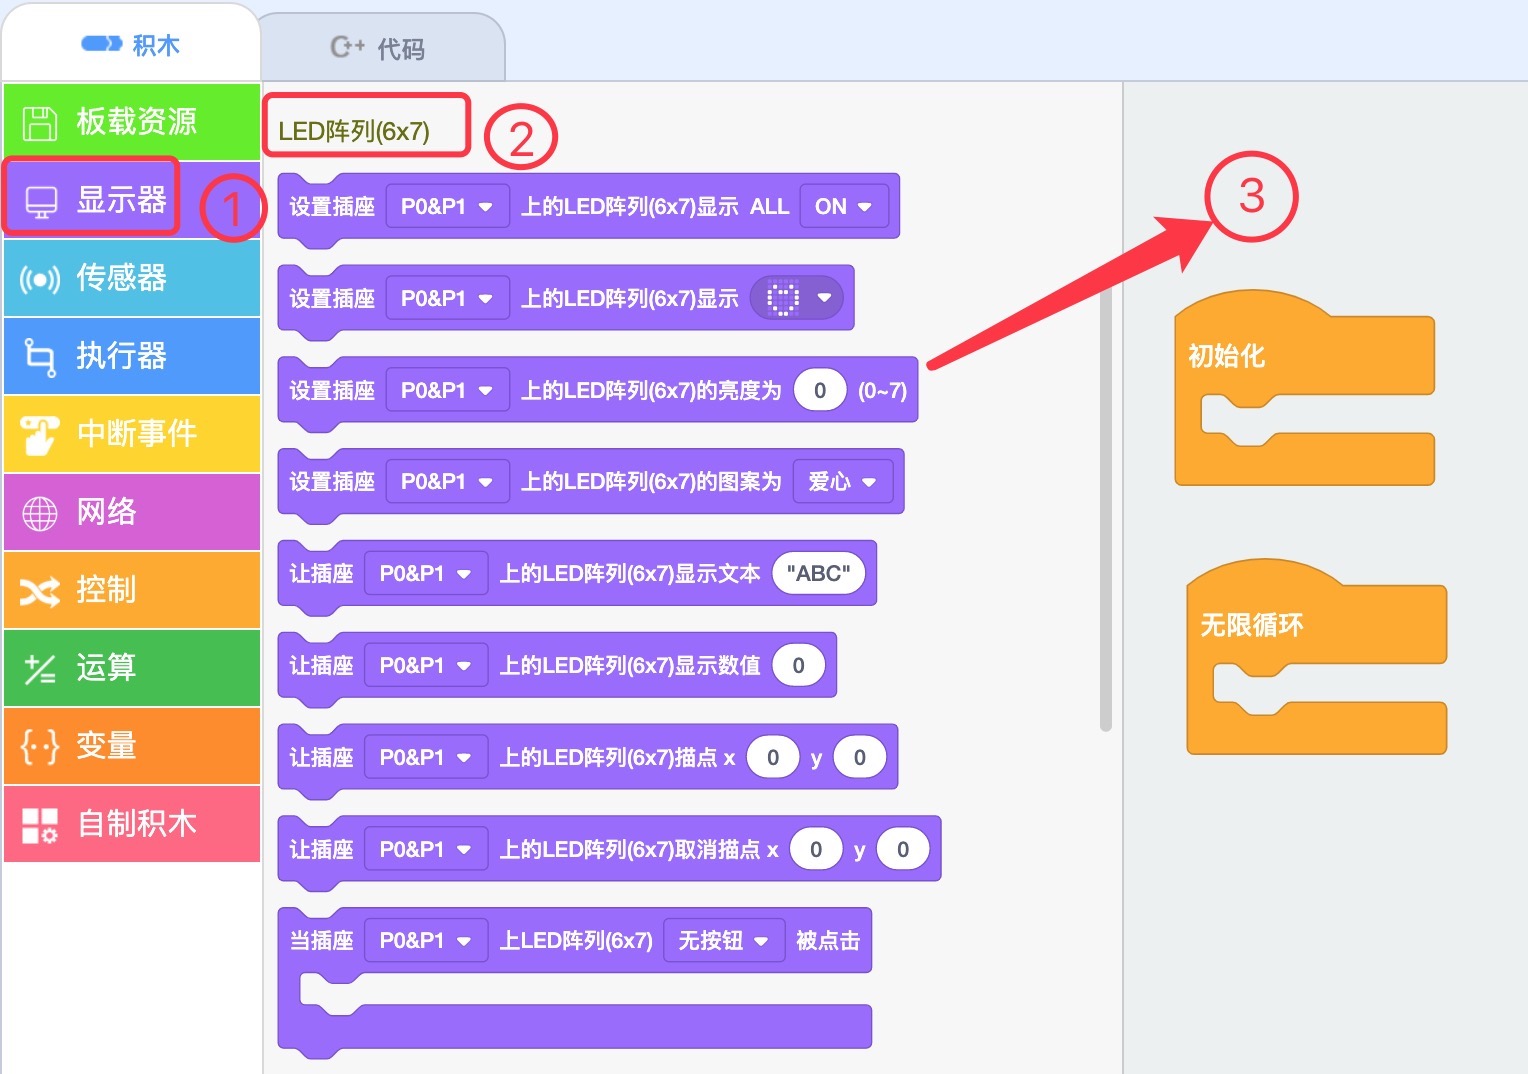 积木
C++ 代码
板载资源
显示器
传感器
执行器
中断事件
网络
控制
运算
变量
自制积木
①
LED阵列(6x7)
②
设置插座 P0&P1 上的LED阵列(6x7)显示 ALL ON
设置插座 P0&P1 上的LED阵列(6x7)显示
设置插座 P0&P1 上的LED阵列(6x7)的亮度为 0 (0~7)
设置插座 P0&P1 上的LED阵列(6x7)的图案为 爱心
让插座 P0&P1 上的LED阵列(6x7)显示文本 "ABC"
让插座 P0&P1 上的LED阵列(6x7)显示数值 0
让插座 P0&P1 上的LED阵列(6x7)描点 x 0 y 0
让插座 P0&P1 上的LED阵列(6x7)取消描点 x 0 y 0
当插座 P0&P1 上LED阵列(6x7) 无按钮 被点击
③
初始化
无限循环